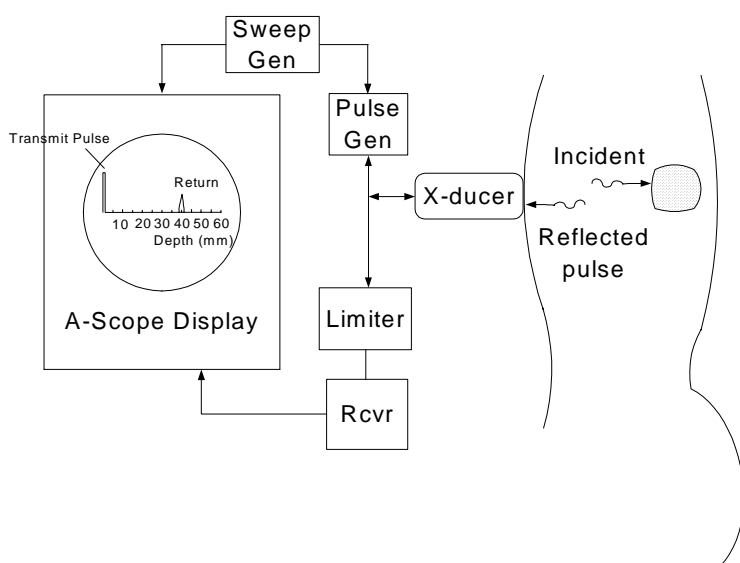 Sweep
Gen
Pulse
Gen
Transmit Pulse
Return
10 20 30 40 50 60
Depth (mm)
A-Scope Display
X-ducer
Incident
Reflected
pulse
Limiter
Rcvr